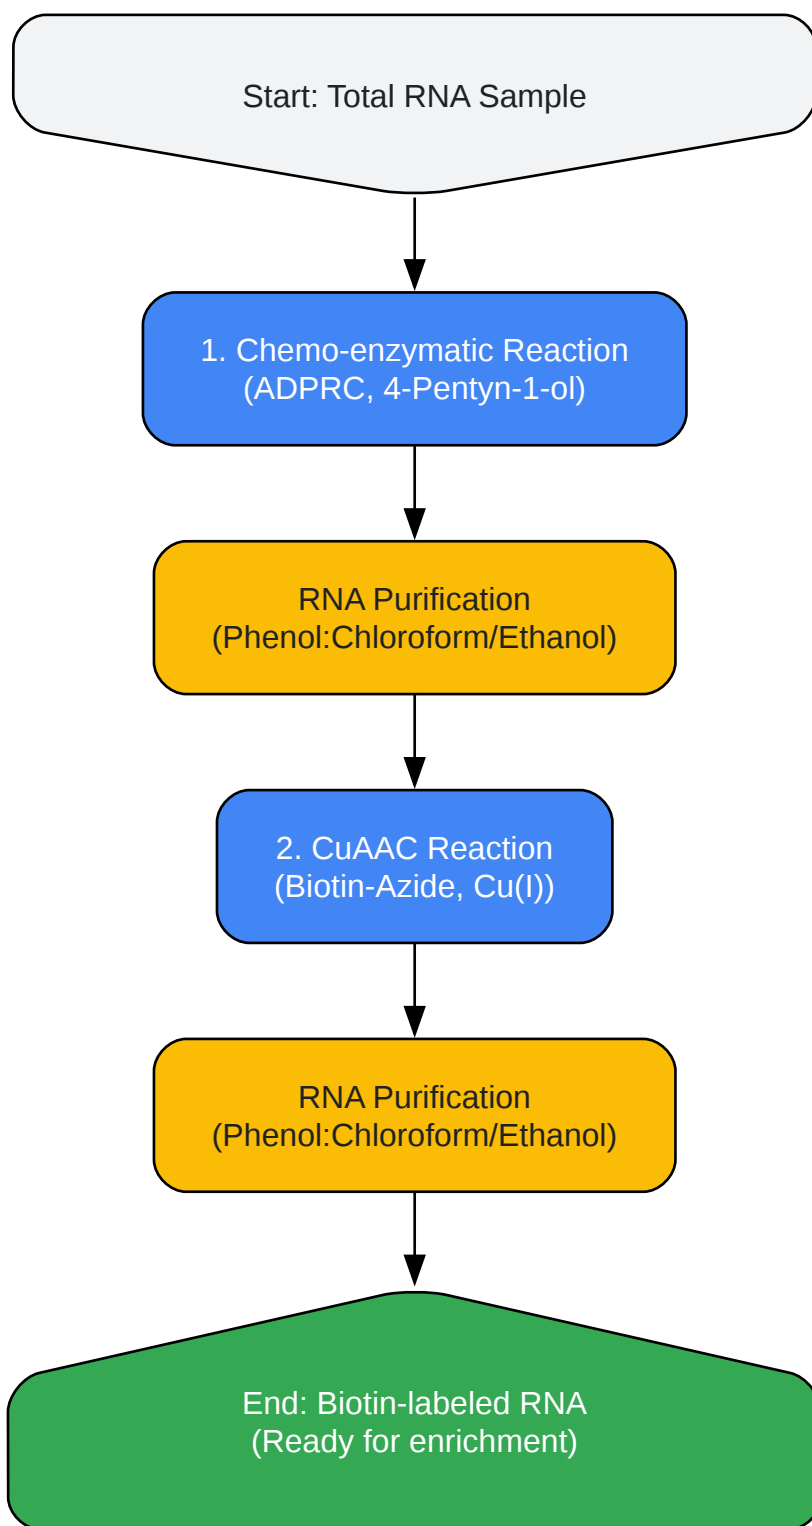 Start: Total RNA Sample
1. Chemo-enzymatic Reaction
(ADPRC, 4-Pentyn-1-ol)
RNA Purification
(Phenol:Chloroform/Ethanol)
2. CuAAC Reaction
(Biotin-Azide, Cu(I))
RNA Purification
(Phenol:Chloroform/Ethanol)
End: Biotin-labeled RNA
(Ready for enrichment)